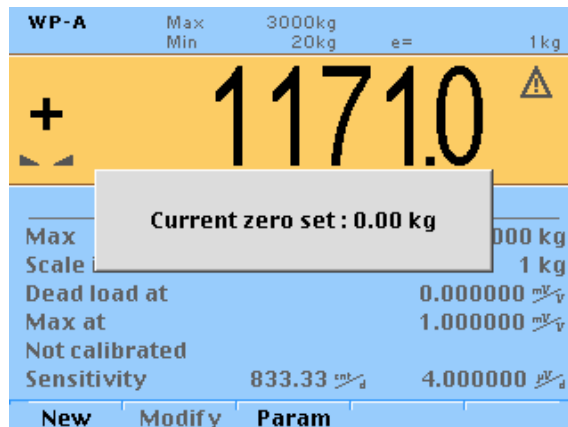 WP-A Max 3000kg
Min 20kg e= 1kg
+ 1171.0
Current zero set : 0.00 kg
Max 000 kg
Scale 1 kg
Dead load at 0.000000 mV/V
Max at 1.000000 mV/V
Not calibrated
Sensitivity 833.33 cnt/d 4.000000 µV/d
New Modify Param